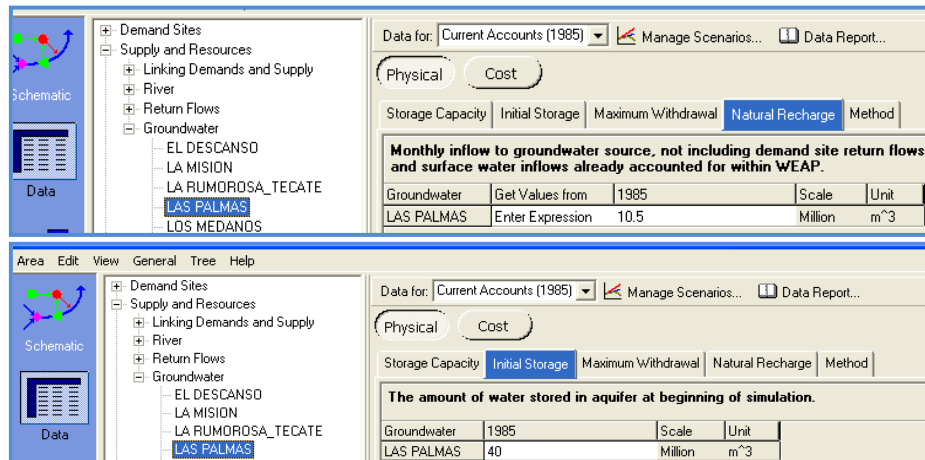 Demand Sites
Supply and Resources
Linking Demands and Supply
River
Return Flows
Groundwater
EL DESCANSO
LA MISION
LA RUMOROSA_TECATE
LAS PALMAS
LOS MEDANOS
Schematic
Data
Data for: Current Accounts (1985) Manage Scenarios... Data Report...
Physical Cost
Storage Capacity Initial Storage Maximum Withdrawal Natural Recharge Method
Monthly inflow to groundwater source, not including demand site return flows
and surface water inflows already accounted for within WEAP.
Groundwater Get Values from 1985 Scale Unit
LAS PALMAS Enter Expression 10.5 Million m^3
Area Edit View General Tree Help
Demand Sites
Supply and Resources
Linking Demands and Supply
River
Return Flows
Groundwater
EL DESCANSO
LA MISION
LA RUMOROSA_TECATE
LAS PALMAS
Schematic
Data
Data for: Current Accounts (1985) Manage Scenarios... Data Report...
Physical Cost
Storage Capacity Initial Storage Maximum Withdrawal Natural Recharge Method
The amount of water stored in aquifer at beginning of simulation.
Groundwater 1985 Scale Unit
LAS PALMAS 40 Million m^3